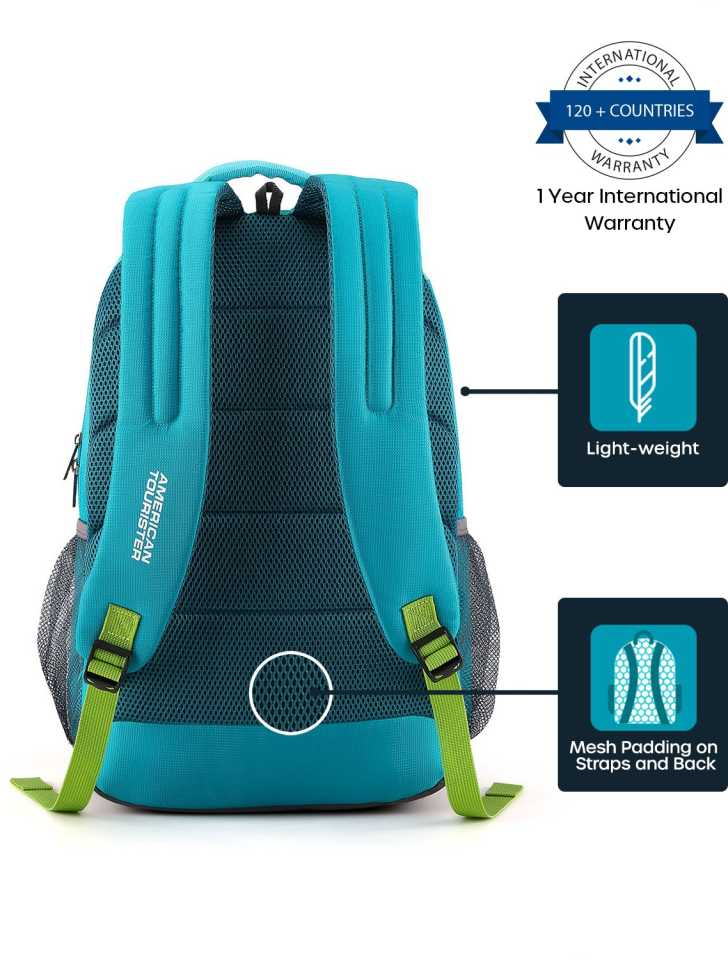 INTERNATIONAL
120 + COUNTRIES
WARRANTY
1 Year International
Warranty
Light-weight
AMERICAN
TOURISTER
Mesh Padding on
Straps and Back